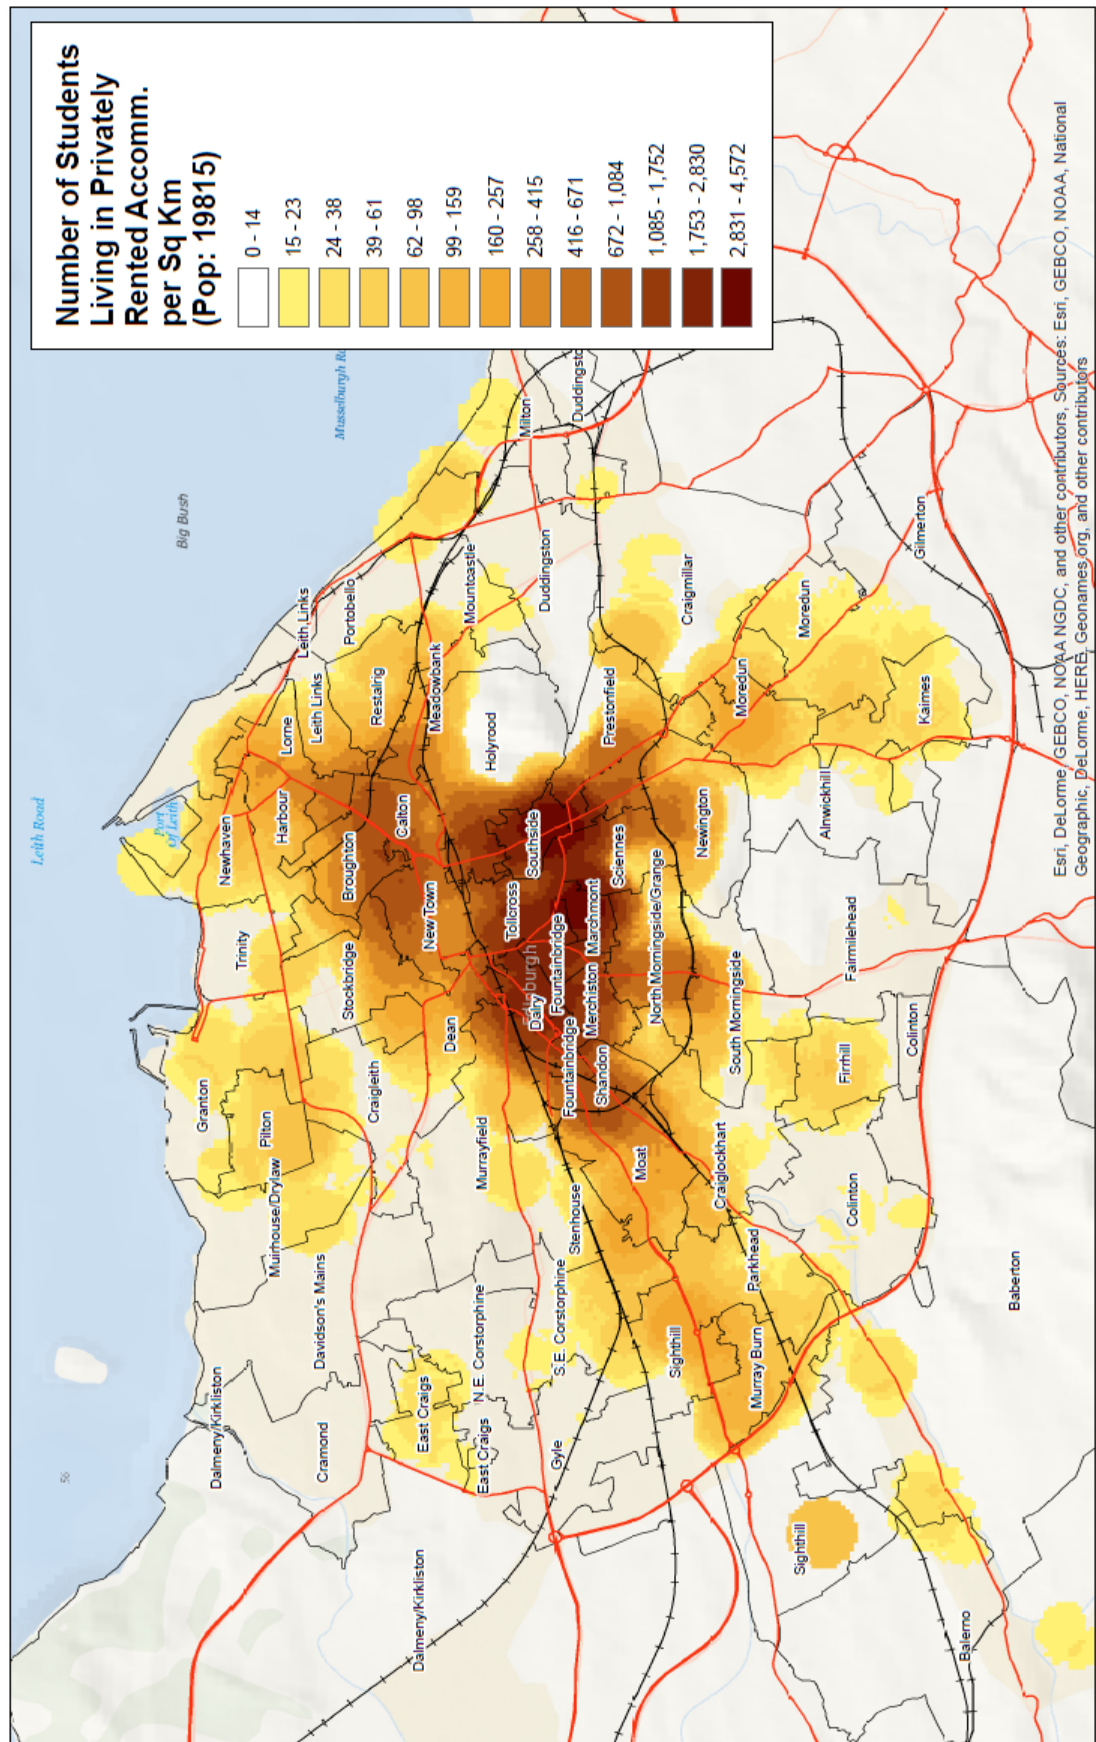 Number of Students
Living in Privately
Rented Accomm.
per Sq Km
(Pop: 19815)
0 - 14
15 - 23
24 - 38
39 - 61
62 - 98
99 - 159
160 - 257
258 - 415
416 - 671
672 - 1,084
1,085 - 1,752
1,753 - 2,830
2,831 - 4,572
Leith Road
Big Bush
Musselburgh
56
Port
Of Leith
Dalmeny/Kirkliston
Granton
Trinity
Newhaven
Harbour
Lorne
Leith Links
Leith Links
Portobello
Muirhouse/Drylaw
Pilton
Davidson's Mains
Cramond
Craigleith
Stockbridge
Broughton
Calton
Restalrig
Meadowbank
Mountcastle
Milton
Duddingsto
Duddingston
Dalmeny/Kirkliston
East Craigs
East Craigs
N.E. Corstorphine
S.E. Corstorphine
Gyle
Murrayfield
Dean
New Town
Holyrood
Stenhouse
Dalry
Tollcross
Southside
Fountainbridge
Fountainbridge
Shandon
Merchiston
Marchmont
Sciennes
Prestonfield
Craigmillar
Sighthill
Moat
North Morningside/Grange
Newington
Moredun
Moredun
Murray Burn
Parkhead
Craiglockhart
South Morningside
Alnwickhill
Gilmerton
Sighthill
Colinton
Firrhill
Fairmilehead
Kaimes
Colinton
Balerno
Baberton
Esri, DeLorme, GEBCO, NOAA NGDC, and other contributors, Sources: Esri, GEBCO, NOAA, National
Geographic, DeLorme, HERE, Geonames.org, and other contributors